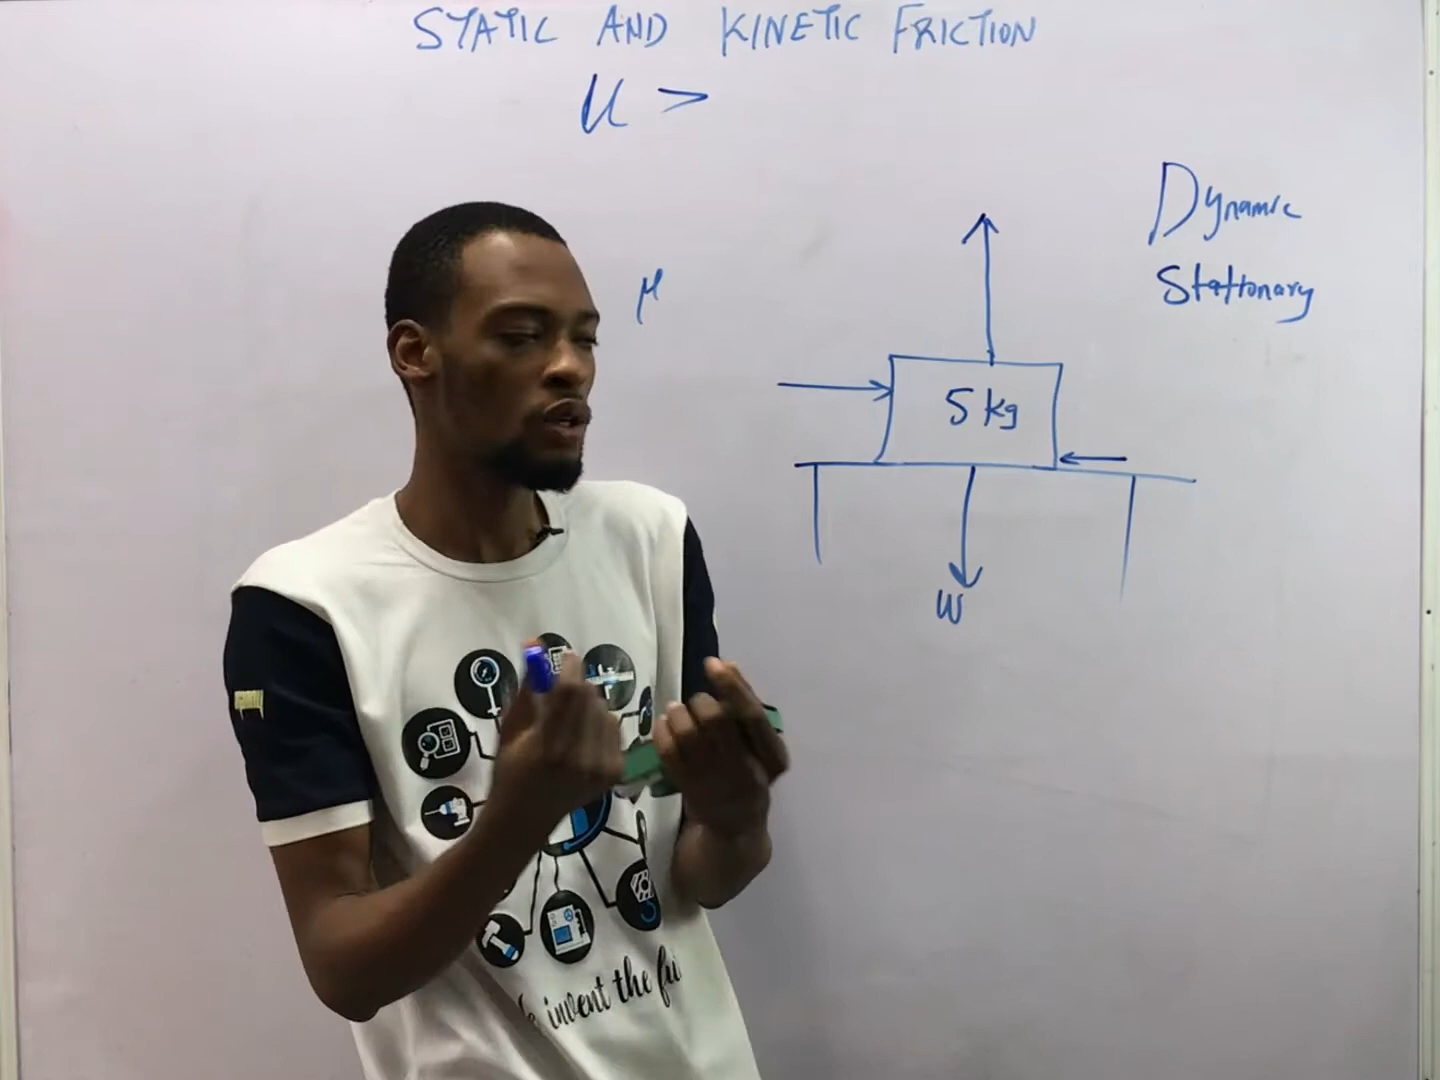 STATIC AND KINETIC FRICTION
μ >
Dynamic
Stationary
μ
5 kg
W
invent the fu